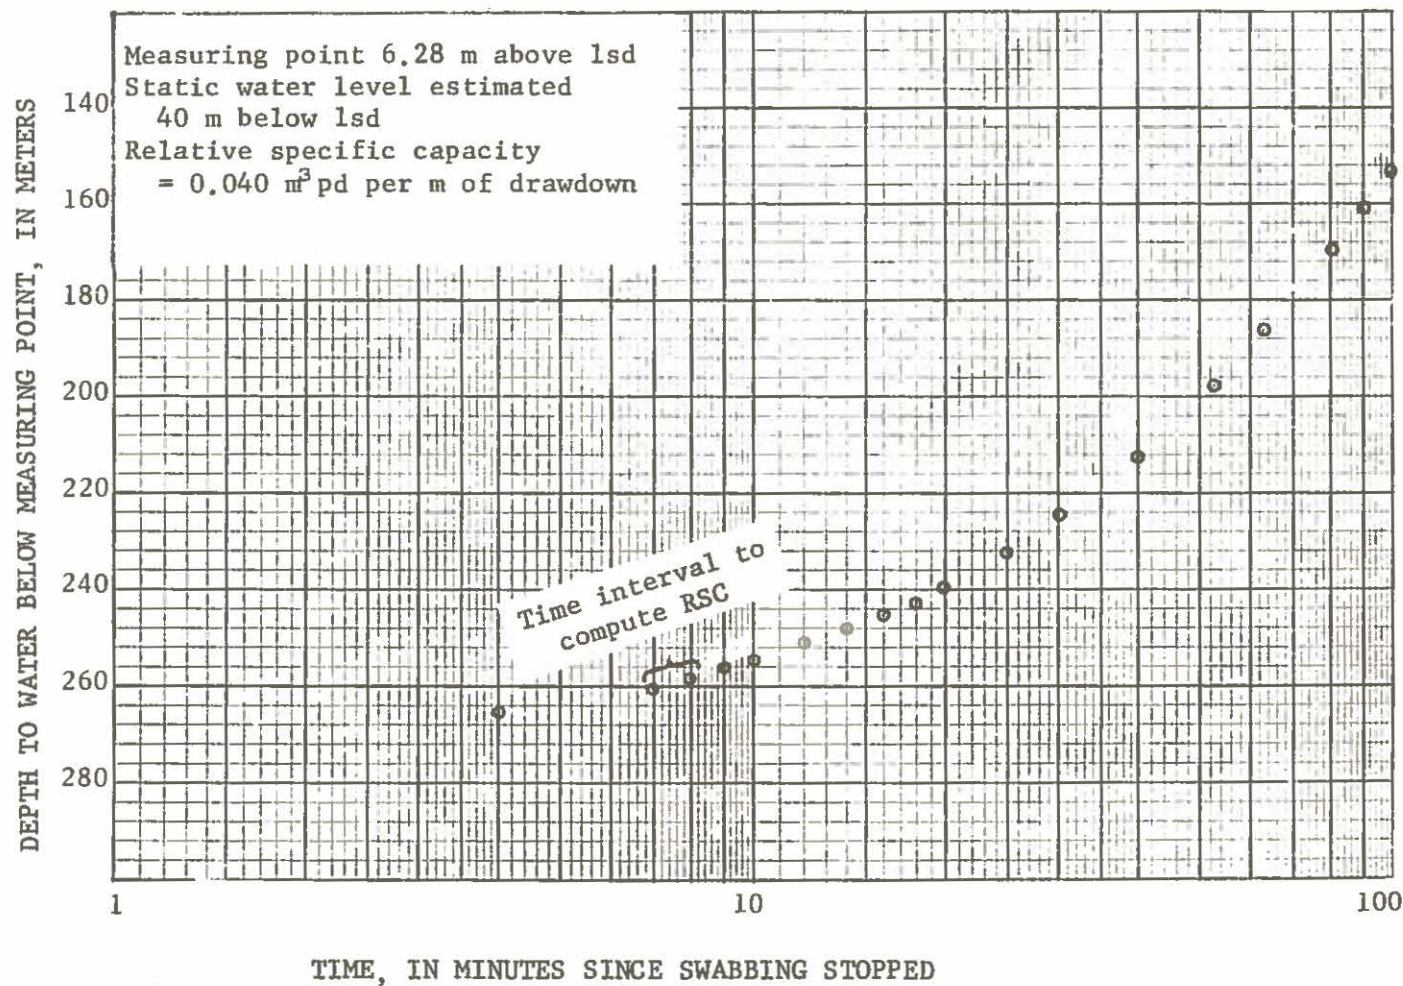 Measuring point 6.28 m above lsd
Static water level estimated
40 m below lsd
Relative specific capacity
= 0.040 m³pd per m of drawdown
DEPTH TO WATER BELOW MEASURING POINT, IN METERS
140
160
180
200
220
240
260
280
Time interval to
compute RSC
1
10
100
TIME, IN MINUTES SINCE SWABBING STOPPED